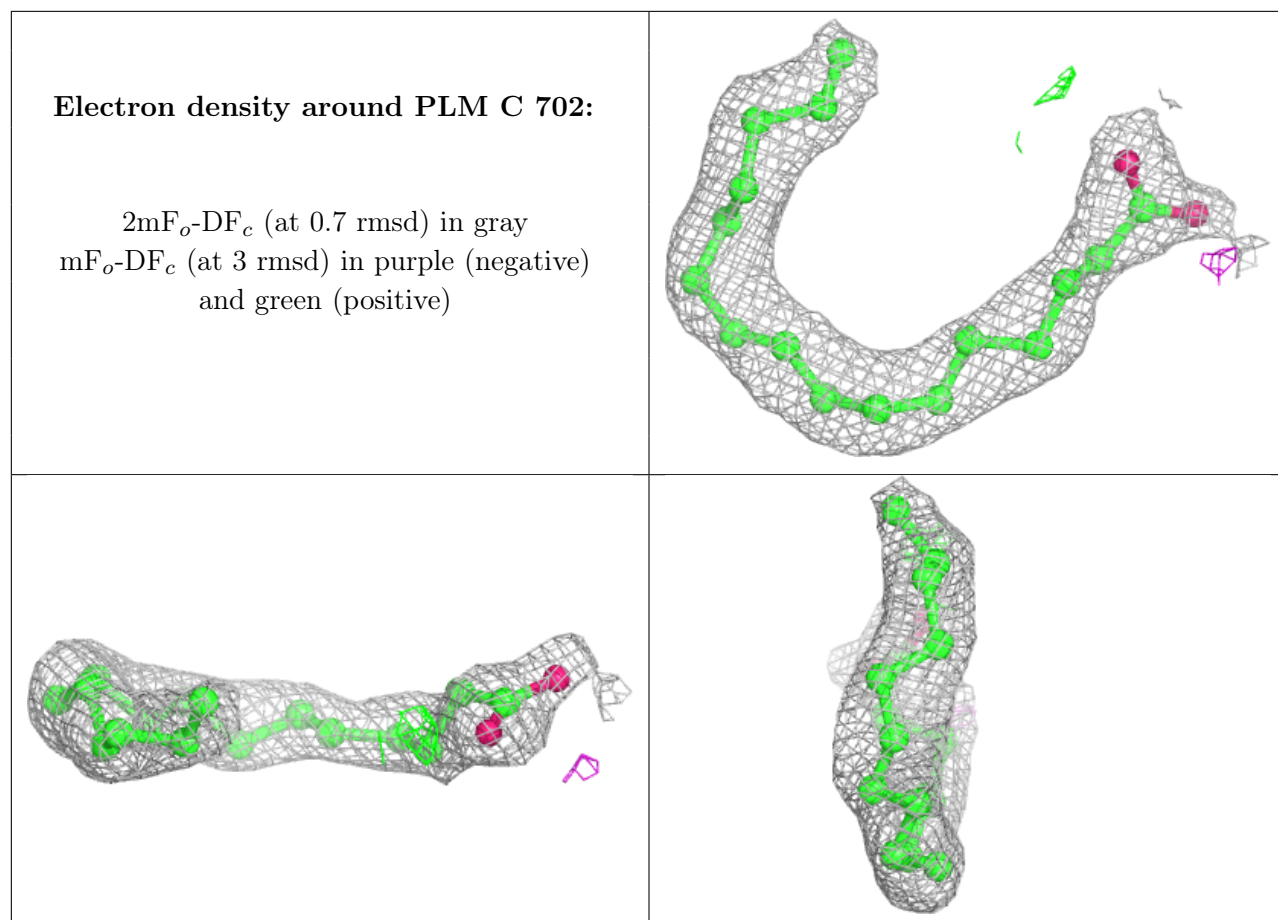 Electron density around PLM C 702:
2mFo-DFc (at 0.7 rmsd) in gray
mFo-DFc (at 3 rmsd) in purple (negative)
and green (positive)